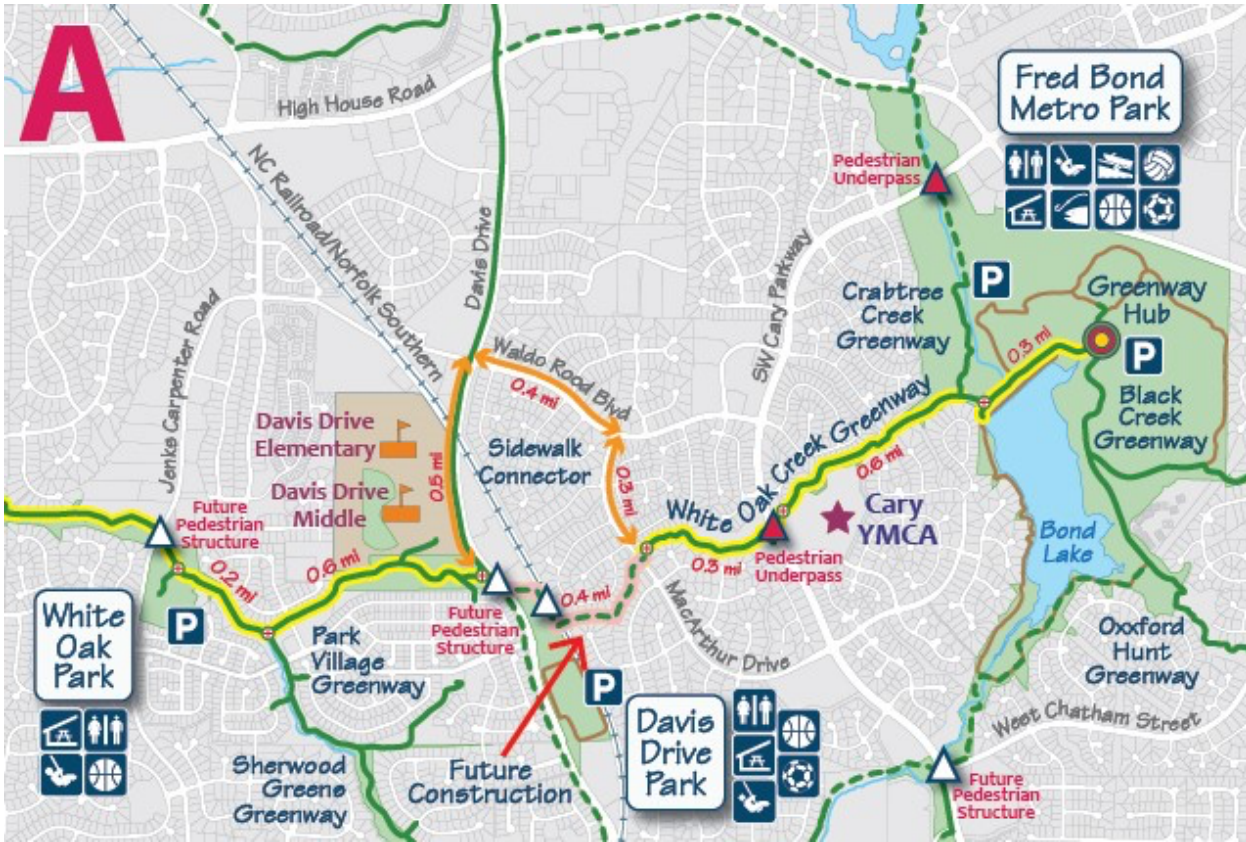 A
High House Road
NC Railroad/Norfolk Southern
Davis Drive
Fred Bond
Metro Park
Pedestrian
Underpass
P
Crabtree
Creek
Greenway
SW Cary Parkway
Greenway
Hub
0.3 mi
P
Black
Creek
Greenway
Jenks Carpenter Road
Waldo Rood Blvd
0.4 mi
Davis Drive
Elementary
Davis Drive
Middle
0.5 mi
Sidewalk
Connector
0.3 mi
White Oak Creek Greenway
0.6 mi
Cary
YMCA
Pedestrian
Underpass
0.3 mi
Bond
Lake
Future
Pedestrian
Structure
0.2 mi
0.6 mi
0.4 mi
Future
Pedestrian
Structure
MacArthur Drive
White
Oak
Park
P
Park
Village
Greenway
P
Oxxford
Hunt
Greenway
West Chatham Street
Davis
Drive
Park
Sherwood
Greene
Greenway
Future
Construction
Future
Pedestrian
Structure